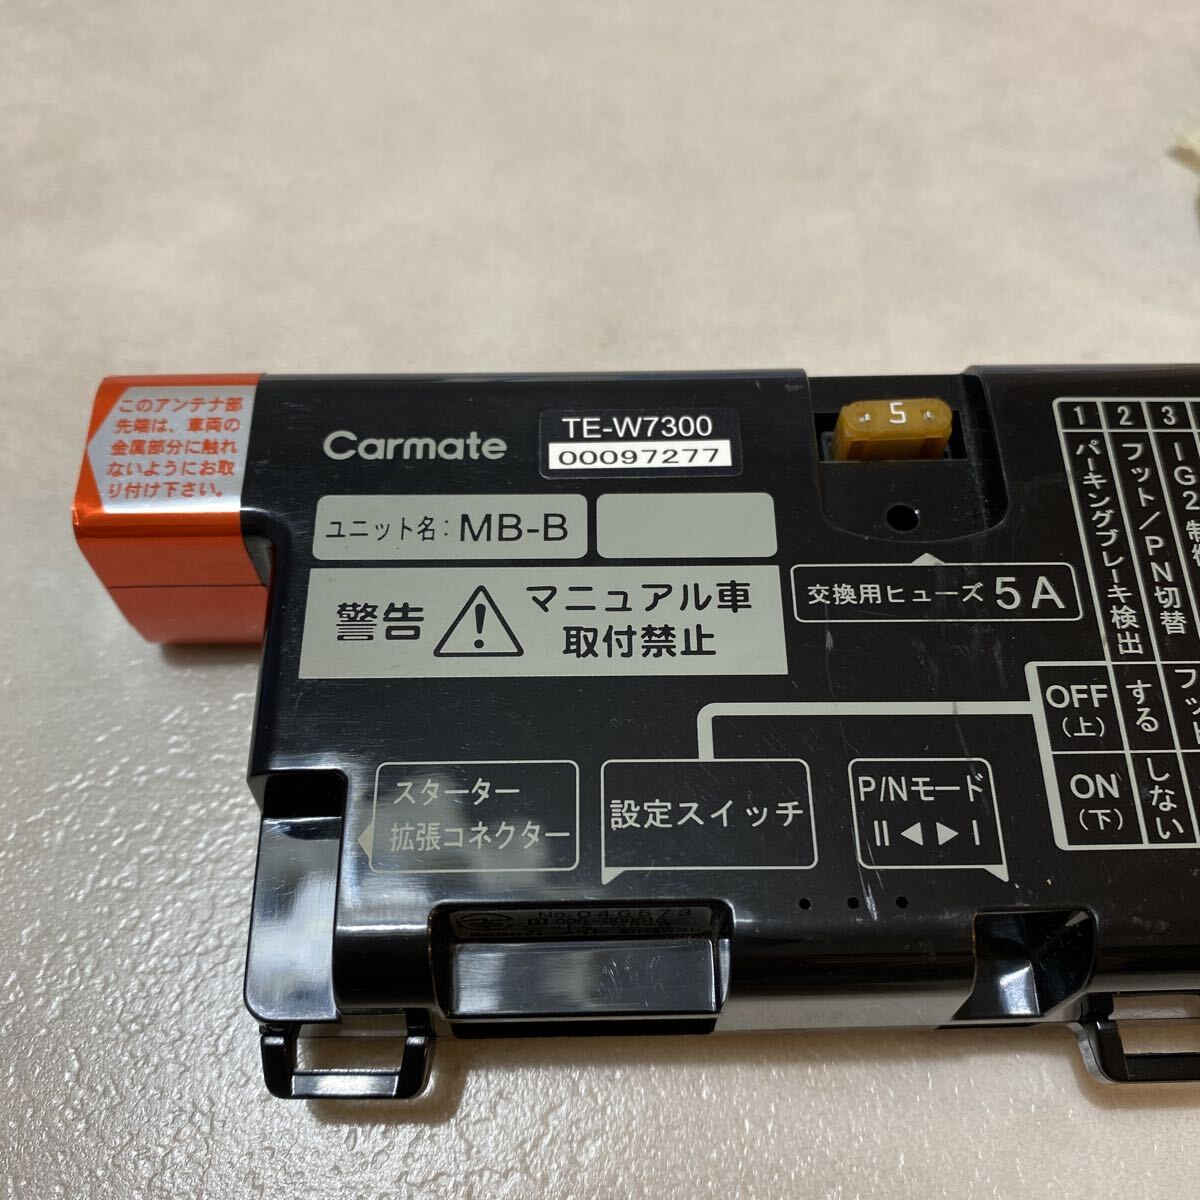 このアンテナ部
先端は、車両の
金属部分に触れ
ないようにお取
り付け下さい。
Carmate
TE-W7300
00097277
ユニット名: MB-B
警告
マニュアル車
取付禁止
5
交換用ヒューズ 5A
1 2 3
パーキングブレーキ検出
フット/PN切替
IG2
OFF
(上)
する
ON
(下)
しない
スターター
拡張コネクター
設定スイッチ
P/Nモード
II◀▶I